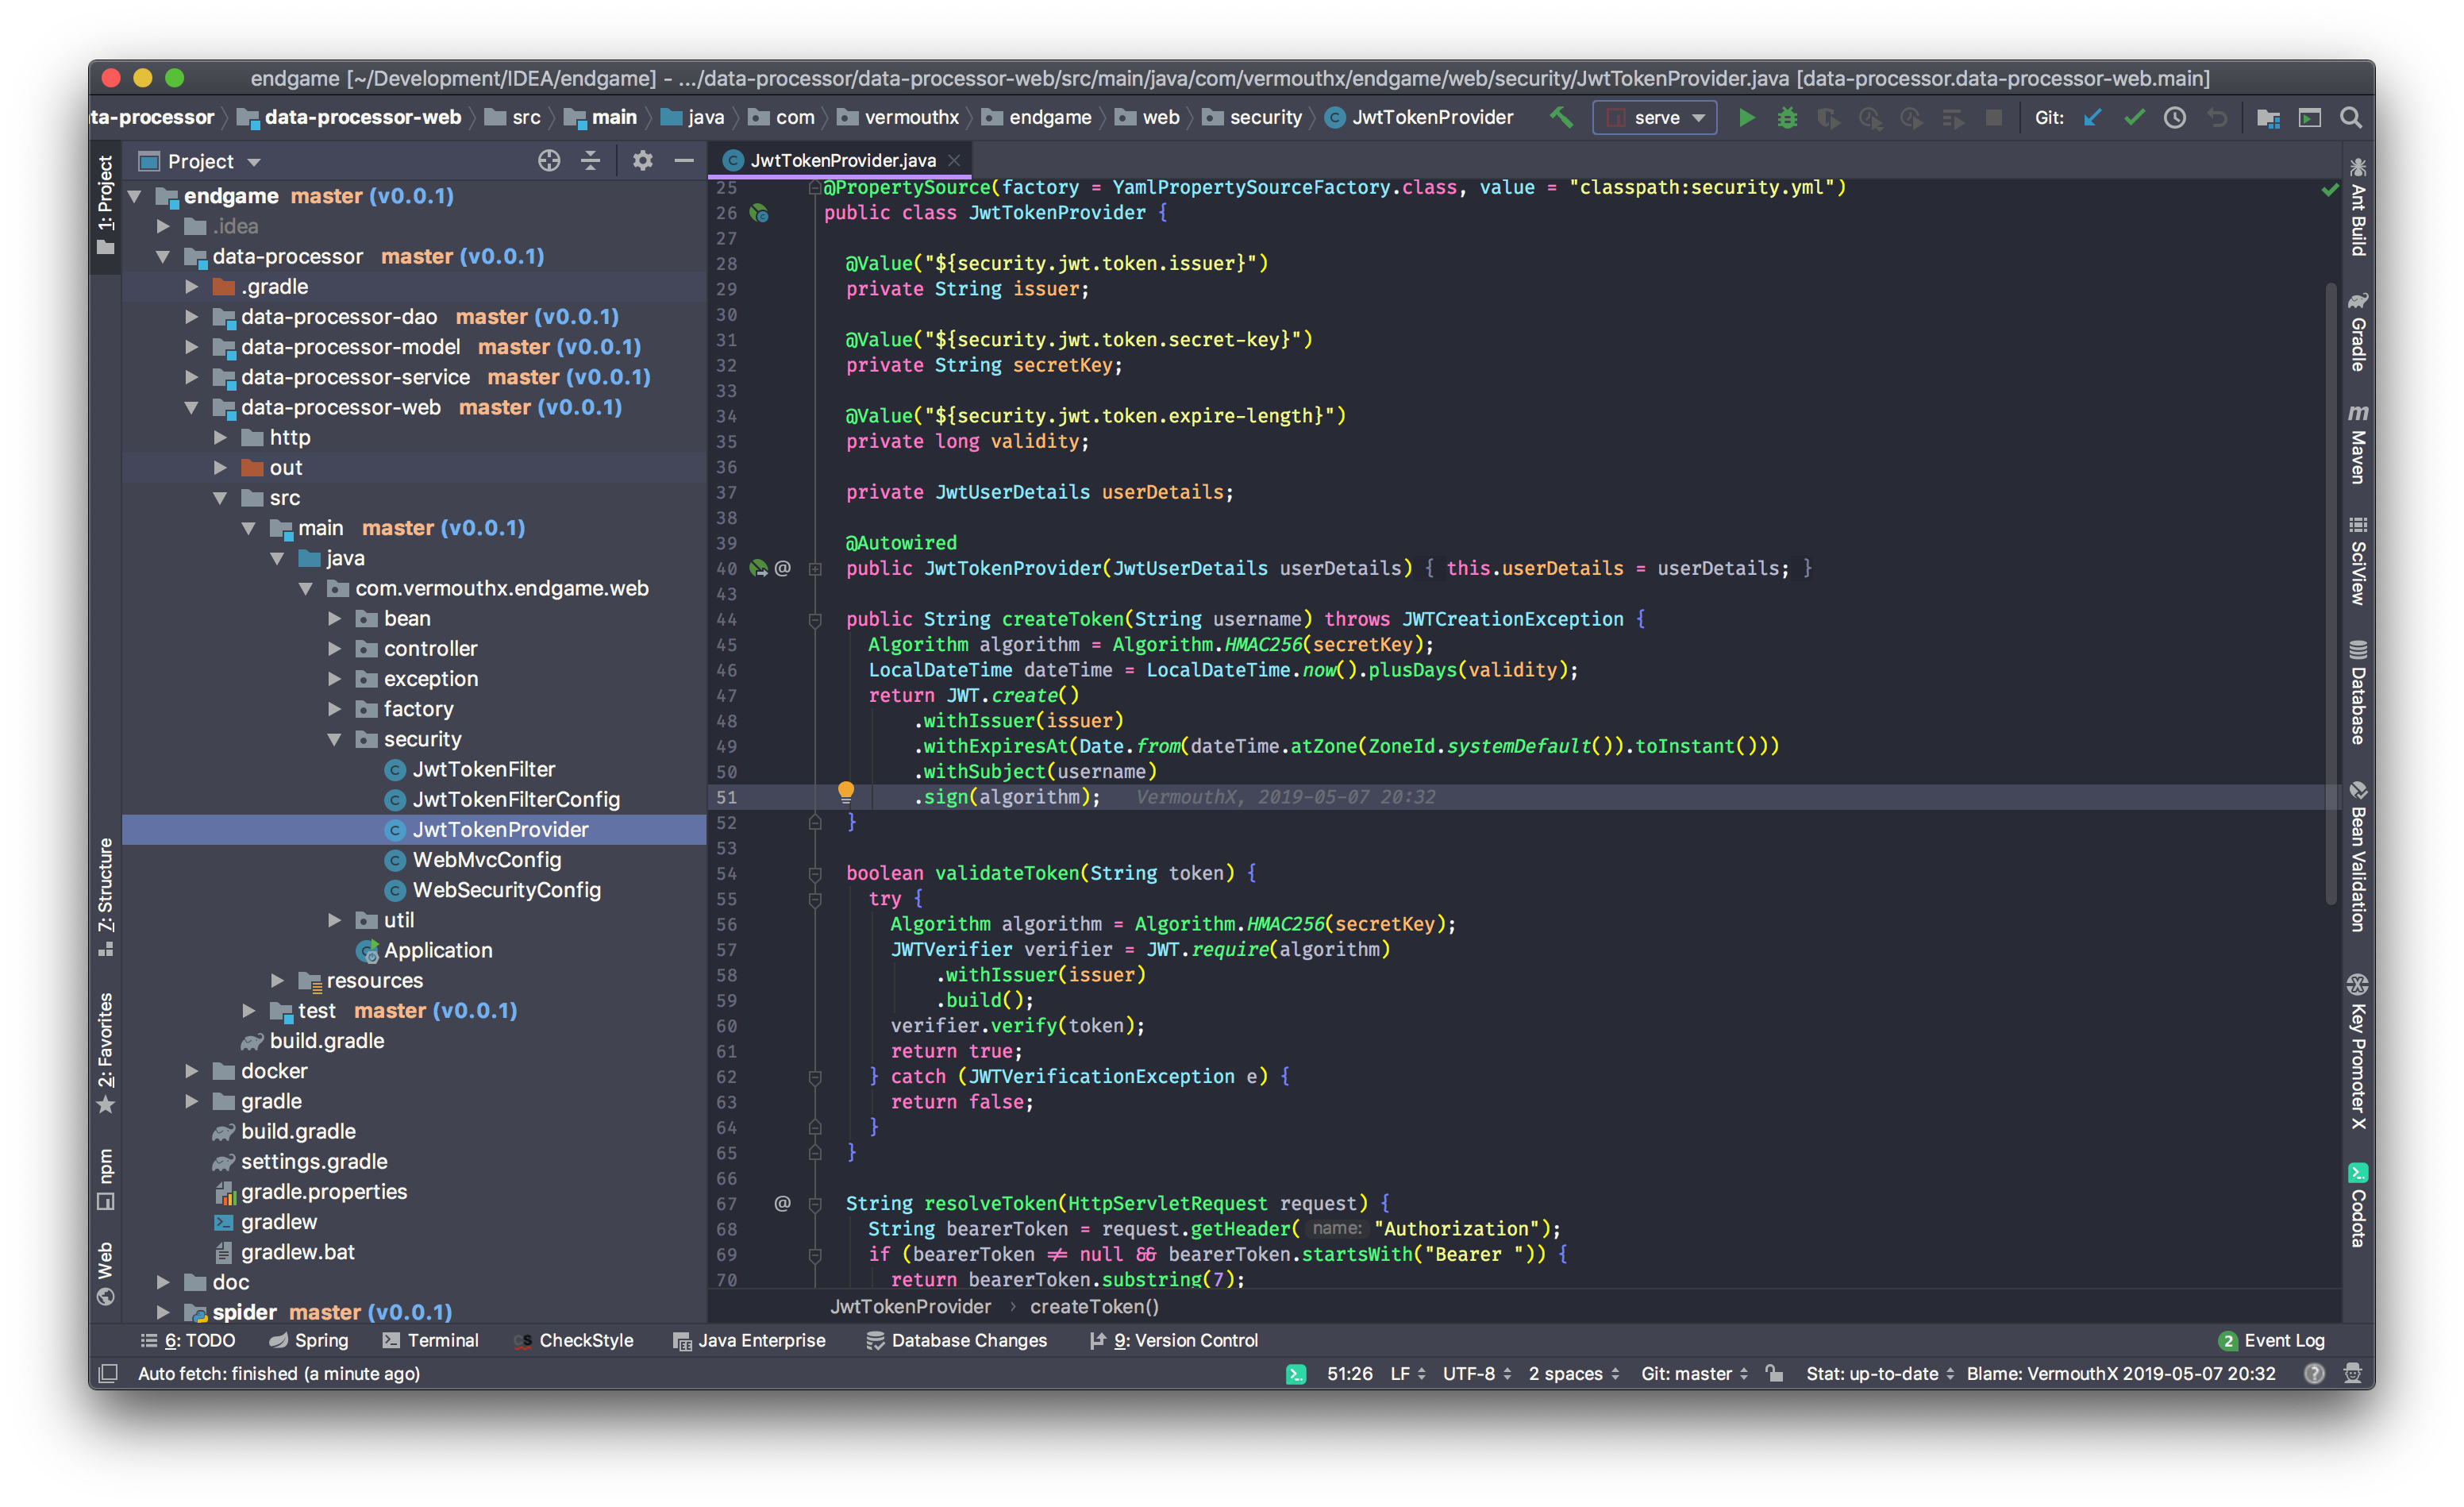 endgame [~/Development/IDEA/endgame] - .../data-processor/data-processor-web/src/main/java/com/vermouthx/endgame/web/security/JwtTokenProvider.java [data-processor.data-processor-web.main]
ta-processor data-processor-web src main java com vermouthx endgame web security JwtTokenProvider serve Git:
1: Project
7: Structure
2: Favorites
npm
Web
Project
endgame master (v0.0.1)
.idea
data-processor master (v0.0.1)
.gradle
data-processor-dao master (v0.0.1)
data-processor-model master (v0.0.1)
data-processor-service master (v0.0.1)
data-processor-web master (v0.0.1)
http
out
src
main master (v0.0.1)
java
com.vermouthx.endgame.web
bean
controller
exception
factory
security
JwtTokenFilter
JwtTokenFilterConfig
JwtTokenProvider
WebMvcConfig
WebSecurityConfig
util
Application
resources
test master (v0.0.1)
build.gradle
docker
gradle
build.gradle
settings.gradle
gradle.properties
gradlew
gradlew.bat
doc
spider master (v0.0.1)
JwtTokenProvider.java
25 @PropertySource(factory = YamlPropertySourceFactory.class, value = "classpath:security.yml")
26 public class JwtTokenProvider {
27
28 @Value("${security.jwt.token.issuer}")
29 private String issuer;
30
31 @Value("${security.jwt.token.secret-key}")
32 private String secretKey;
33
34 @Value("${security.jwt.token.expire-length}")
35 private long validity;
36
37 private JwtUserDetails userDetails;
38
39 @Autowired
40 @ public JwtTokenProvider(JwtUserDetails userDetails) { this.userDetails = userDetails; }
43
44 public String createToken(String username) throws JWTCreationException {
45 Algorithm algorithm = Algorithm.HMAC256(secretKey);
46 LocalDateTime dateTime = LocalDateTime.now().plusDays(validity);
47 return JWT.create()
48 .withIssuer(issuer)
49 .withExpiresAt(Date.from(dateTime.atZone(ZoneId.systemDefault()).toInstant()))
50 .withSubject(username)
51 .sign(algorithm); VermouthX, 2019-05-07 20:32
52 }
53
54 boolean validateToken(String token) {
55 try {
56 Algorithm algorithm = Algorithm.HMAC256(secretKey);
57 JWTVerifier verifier = JWT.require(algorithm)
58 .withIssuer(issuer)
59 .build();
60 verifier.verify(token);
61 return true;
62 } catch (JWTVerificationException e) {
63 return false;
64 }
65 }
66
67 @ String resolveToken(HttpServletRequest request) {
68 String bearerToken = request.getHeader( name: "Authorization");
69 if (bearerToken ≠ null && bearerToken.startsWith("Bearer ")) {
70 return bearerToken.substring(7);
JwtTokenProvider › createToken()
Ant Build
Gradle
Maven
SciView
Database
Bean Validation
Key Promoter X
Codota
6: TODO Spring Terminal CheckStyle Java Enterprise Database Changes 9: Version Control 2 Event Log
Auto fetch: finished (a minute ago) 51:26 LF UTF-8 2 spaces Git: master Stat: up-to-date Blame: VermouthX 2019-05-07 20:32